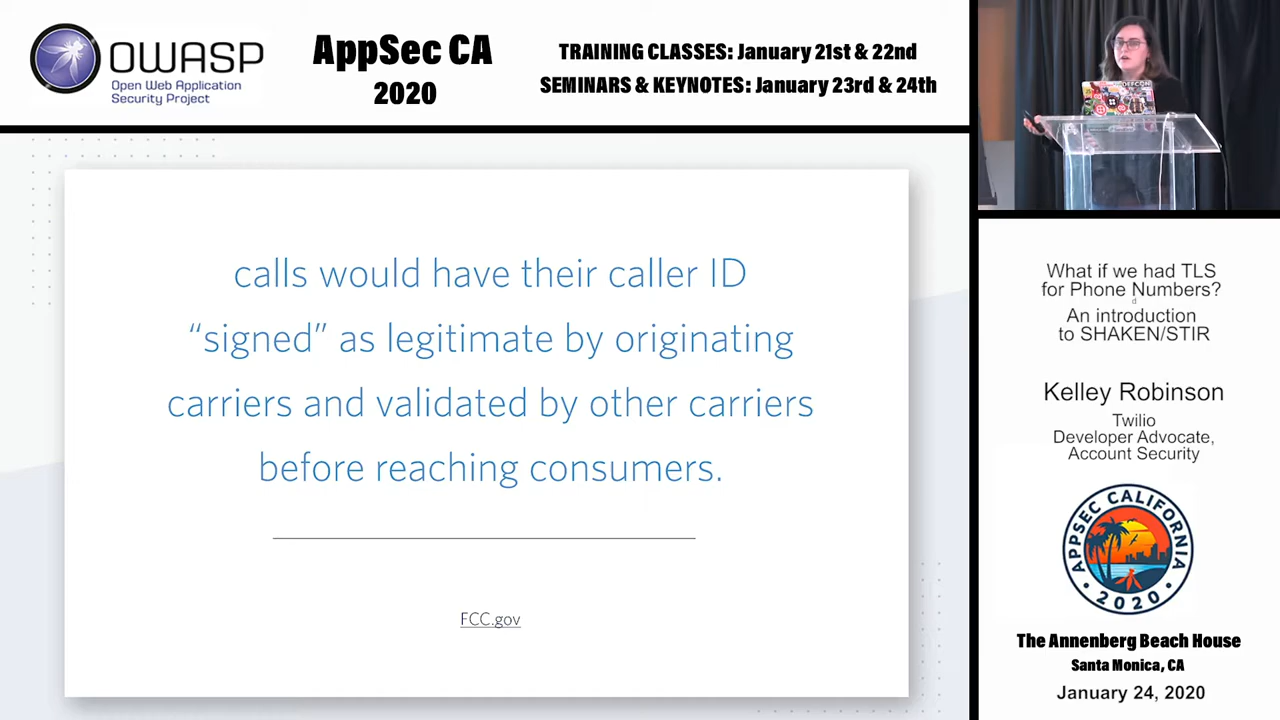 OWASP
Open Web Application
Security Project
AppSec CA
2020
TRAINING CLASSES: January 21st & 22nd
SEMINARS & KEYNOTES: January 23rd & 24th
calls would have their caller ID
“signed” as legitimate by originating
carriers and validated by other carriers
before reaching consumers.
FCC.gov
DEFCON
What if we had TLS
for Phone Numbers?
d
An introduction
to SHAKEN/STIR
Kelley Robinson
Twilio
Developer Advocate,
Account Security
APPSEC CALIFORNIA
• 2020 •
The Annenberg Beach House
Santa Monica, CA
January 24, 2020